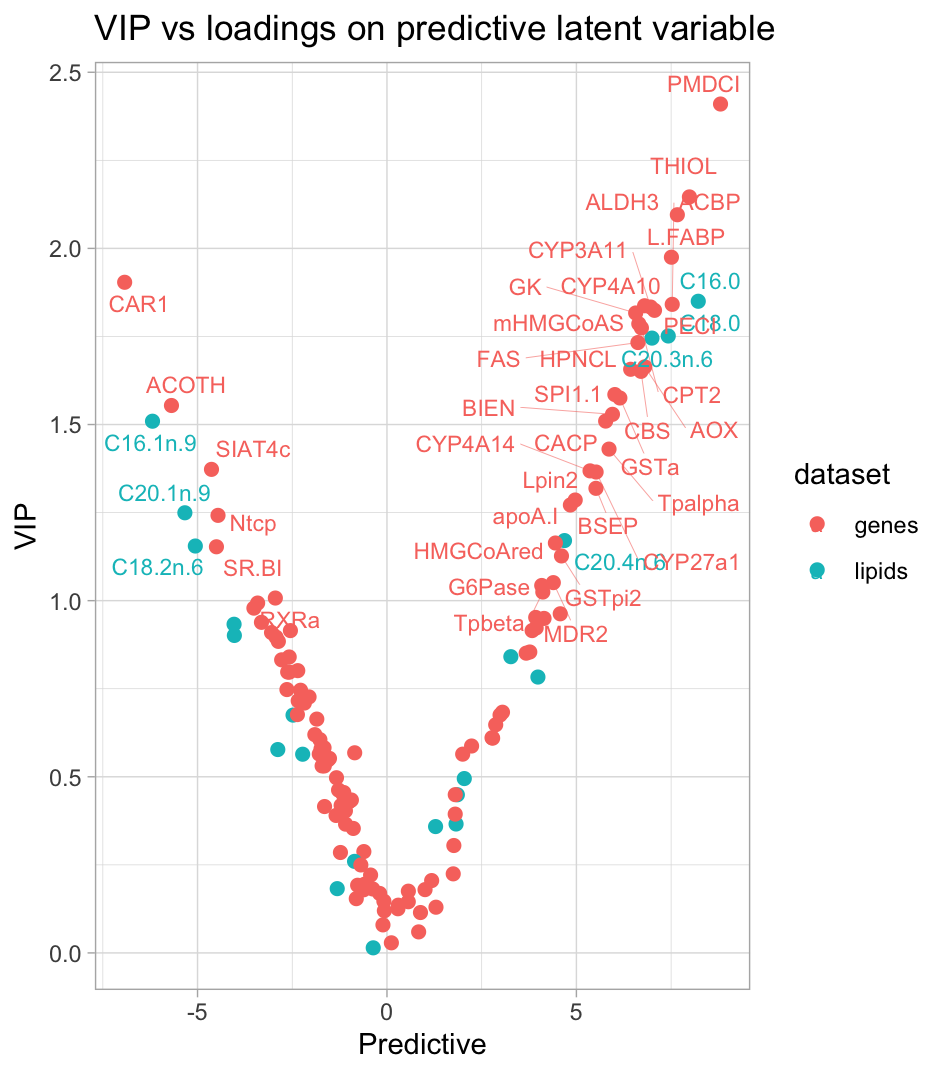 VIP vs loadings on predictive latent variable
2.5
PMDCI
THIOL
ALDH3
ACBP
2.0
L.FABP
CYP3A11
C16.0
GK
CYP4A10
CAR1
mHMGCoAS
PECI
C18.0
FAS
HPNCL
C20.3n.6
ACOTH
SPI1.1
CPT2
BIEN
1.5
CBS
AOX
C16.1n.9
CYP4A14
CACP
SIAT4c
GSTa
Lpin2
C20.1n.9
Tpalpha
apoA.I
Ntcp
BSEP
HMGCoAred
C18.2n.6
SR.BI
C20.4n.6
CYP27a1
G6Pase
1.0
GSTpi2
RXRa
Tpbeta
MDR2
0.5
0.0
-5
0
5
Predictive
VIP
dataset
genes
lipids